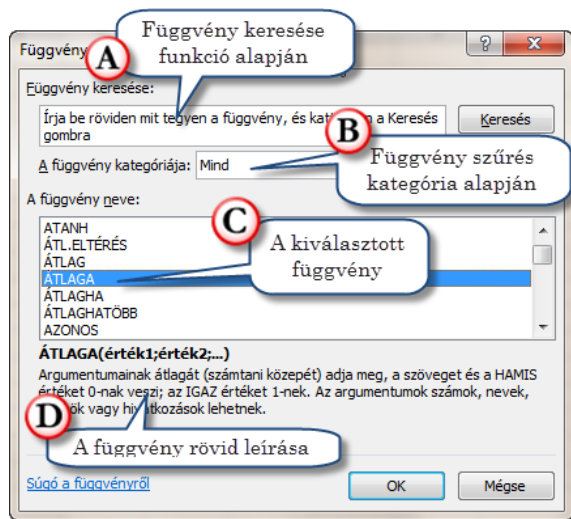 Függvény
A
Függvény keresése
funkció alapján
Függvény keresése:
Írja be röviden mit tegyen a függvény, és a Keresés
gombra
Keresés
B
Függvény szűrés
kategória alapján
A függvény kategóriája: Mind
A függvény neve:
C
A kiválasztott
függvény
ATANH
ÁTL.ELTÉRÉS
ÁTLAG
ÁTLAGA
ÁTLAGHA
ÁTLAGHATÖBB
AZONOS
ÁTLAGA(érték1;érték2;...)
Argumentumainak átlagát (számtani közepét) adja meg, a szöveget és a HAMIS
értéket 0-nak veszi; az IGAZ értéket 1-nek. Az argumentumok számok, nevek,
vagy hivatkozások lehetnek.
D
A függvény rövid leírása
Súgó a függvényről
OK
Mégse